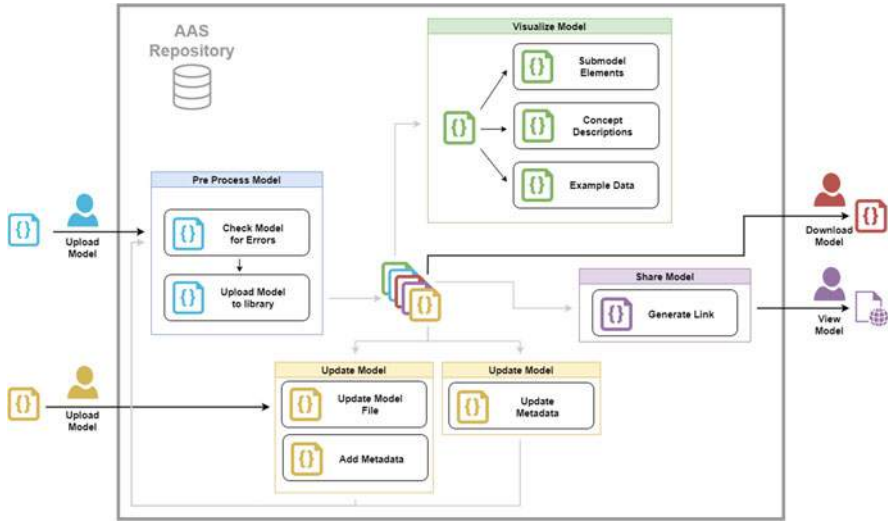 AAS
Repository
Visualize Model
{} Submodel
Elements
{}
{} Concept
Descriptions
{} Example Data
Pre Process Model
{} Check Model
for Errors
{} Upload Model
to library
{}
Upload
Model
{}
Download
Model
{}
Share Model
{} Generate Link
View
Model
{}
Update Model
{} Update Model
File
{} Add Metadata
Update Model
{} Update
Metadata
{}
Upload
Model